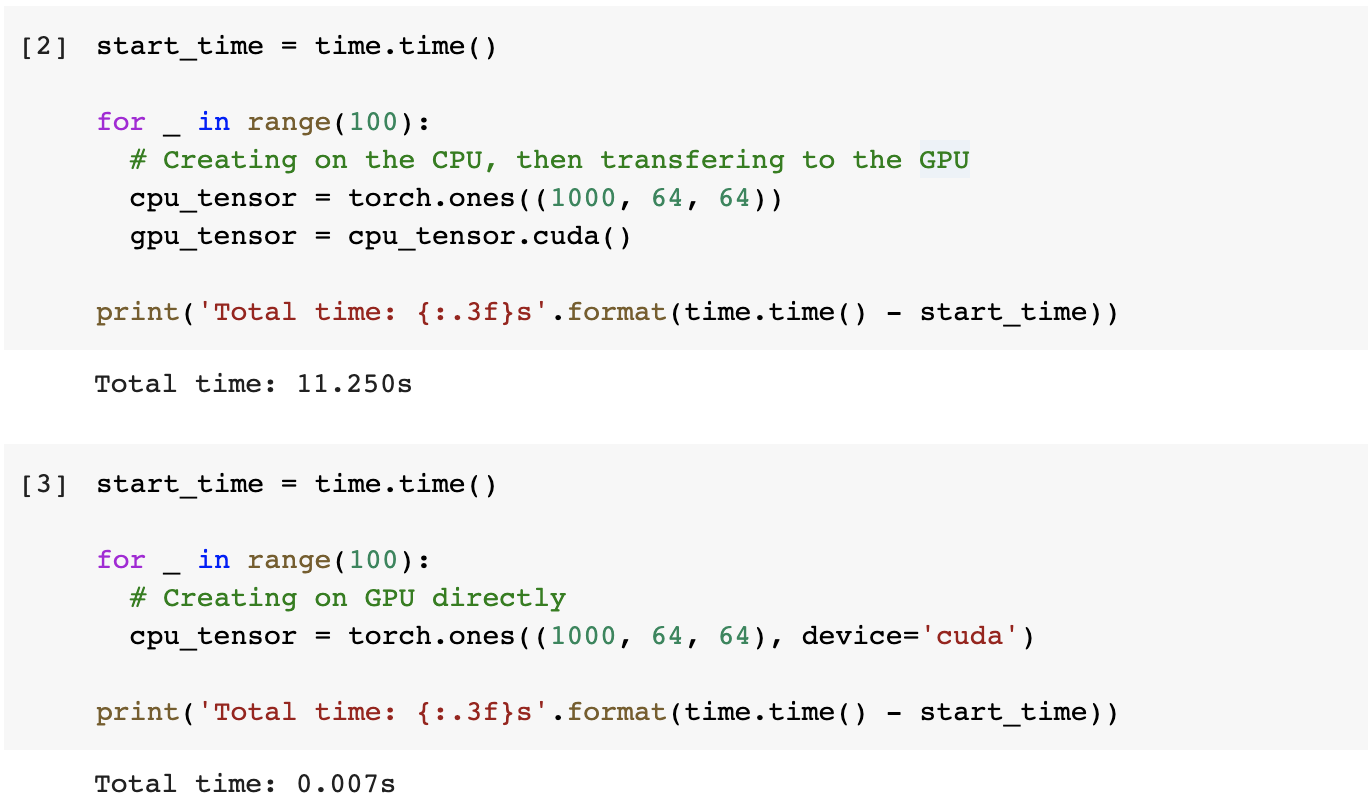 [2] start_time = time.time()
for _ in range(100):
# Creating on the CPU, then transfering to the GPU
cpu_tensor = torch.ones((1000, 64, 64))
gpu_tensor = cpu_tensor.cuda()
print('Total time: {:.3f}s'.format(time.time() - start_time))
Total time: 11.250s
[3] start_time = time.time()
for _ in range(100):
# Creating on GPU directly
cpu_tensor = torch.ones((1000, 64, 64), device='cuda')
print('Total time: {:.3f}s'.format(time.time() - start_time))
Total time: 0.007s